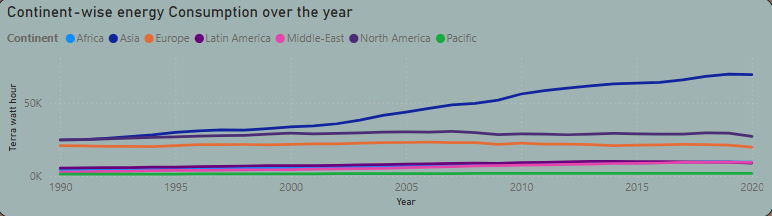 Continent-wise energy Consumption over the year
Continent Africa Asia Europe Latin America Middle-East North America Pacific
Terra watt hour
50K
0K
1990 1995 2000 2005 2010 2015 2020
Year